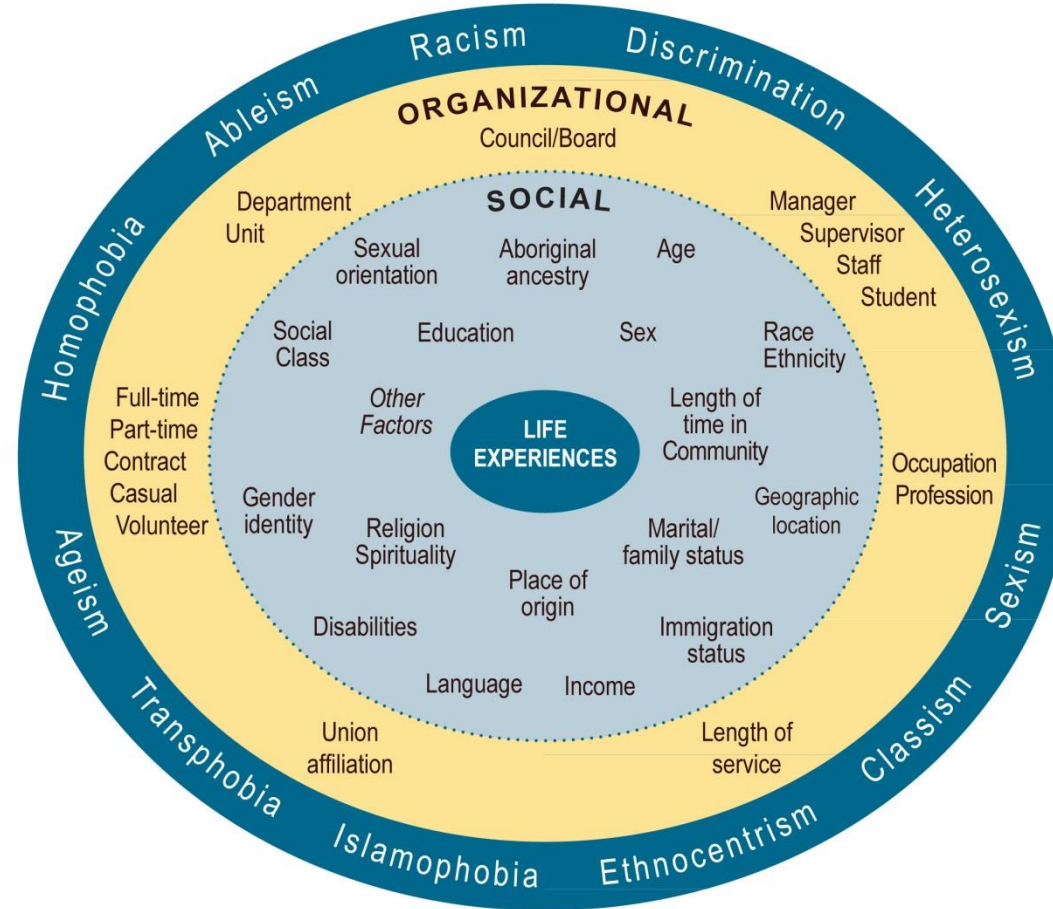 Racism
Discrimination
Ableism
Heterosexism
Homophobia
Sexism
Ageism
Classism
Transphobia
Ethnocentrism
Islamophobia
ORGANIZATIONAL
Council/Board
Department
Unit
Manager
Supervisor
Staff
Student
Full-time
Part-time
Contract
Casual
Volunteer
Occupation
Profession
Union
affiliation
Length of
service
SOCIAL
Sexual
orientation
Aboriginal
ancestry
Age
Social
Class
Education
Sex
Race
Ethnicity
Other
Factors
LIFE
EXPERIENCES
Length of
time in
Community
Gender
identity
Religion
Spirituality
Marital/
family status
Geographic
location
Place of
origin
Disabilities
Immigration
status
Language
Income